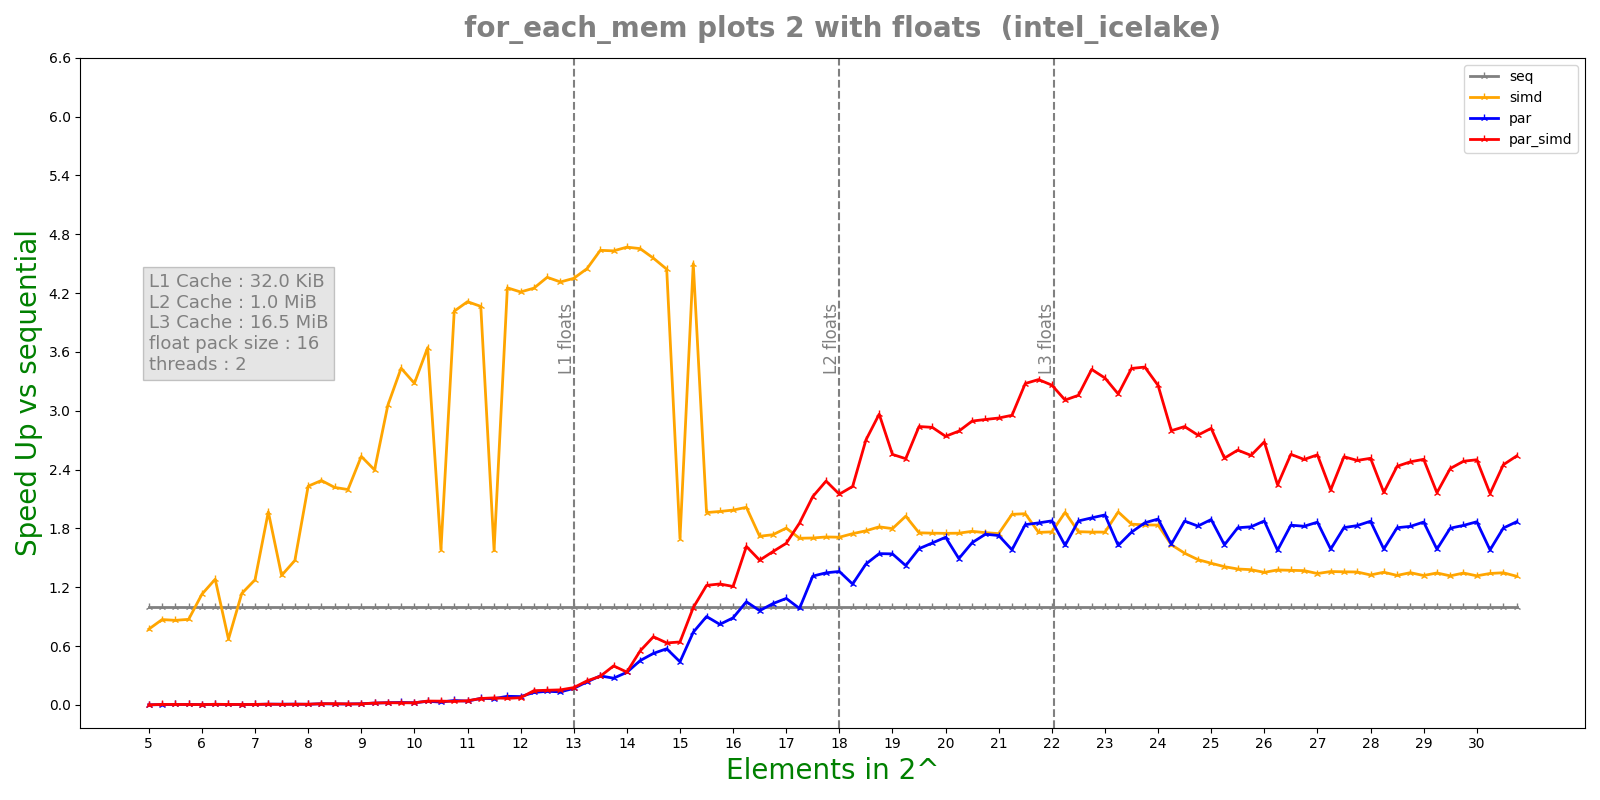 for_each_mem plots 2 with floats  (intel_icelake)
6.6
6.0
5.4
4.8
4.2
3.6
3.0
2.4
1.8
1.2
0.6
0.0
Speed Up vs sequential
L1 Cache : 32.0 KiB
L2 Cache : 1.0 MiB
L3 Cache : 16.5 MiB
float pack size : 16
threads : 2
L1 floats
L2 floats
L3 floats
seq
simd
par
par_simd
5 6 7 8 9 10 11 12 13 14 15 16 17 18 19 20 21 22 23 24 25 26 27 28 29 30
Elements in 2^